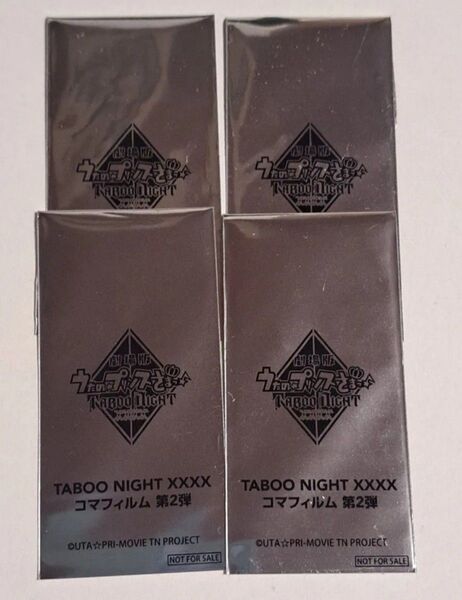 劇場版
うたの☆プリンスさまっ♪
TABOO NIGHT
XXXX
劇場版
うたの☆プリンスさまっ♪
TABOO NIGHT
XXXX
劇場版
うたの☆プリンスさまっ♪
TABOO NIGHT
XXXX
TABOO NIGHT XXXX
コマフィルム 第2弾
©UTA☆PRI-MOVIE TN PROJECT
NOT FOR SALE
劇場版
うたの☆プリンスさまっ♪
TABOO NIGHT
XXXX
TABOO NIGHT XXXX
コマフィルム 第2弾
©UTA☆PRI-MOVIE TN PROJECT
NOT FOR SALE